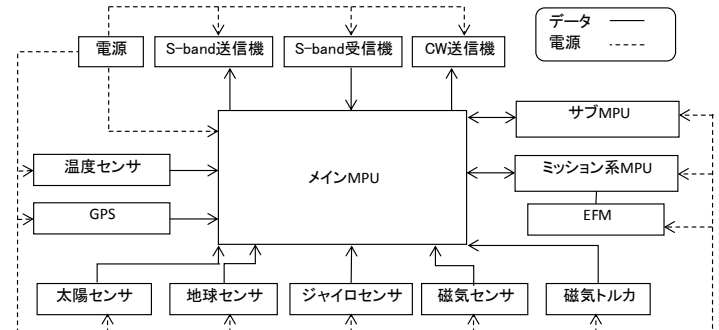 データ
電源
電源
S-band送信機
S-band受信機
CW送信機
サブMPU
温度センサ
メインMPU
ミッション系MPU
GPS
EFM
太陽センサ
地球センサ
ジャイロセンサ
磁気センサ
磁気トルカ